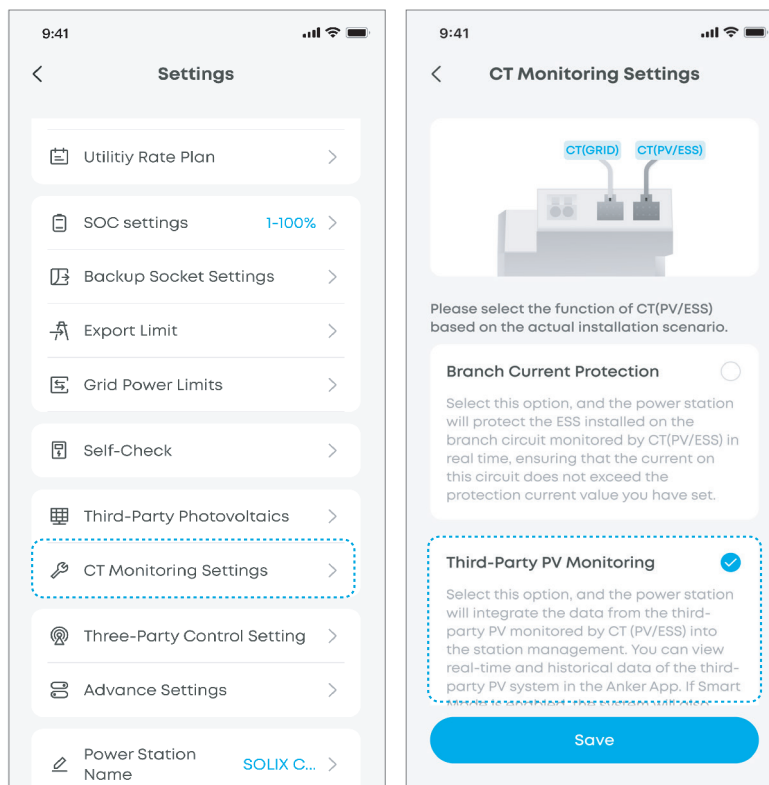 9:41
Settings
Utilitiy Rate Plan
SOC settings 1-100%
Backup Socket Settings
Export Limit
Grid Power Limits
Self-Check
Third-Party Photovoltaics
CT Monitoring Settings
Three-Party Control Setting
Advance Settings
Power Station
Name
SOLIX C...
9:41
CT Monitoring Settings
CT(GRID) CT(PV/ESS)
Please select the function of CT(PV/ESS)
based on the actual installation scenario.
Branch Current Protection
Select this option, and the power station
will protect the ESS installed on the
branch circuit monitored by CT(PV/ESS) in
real time, ensuring that the current on
this circuit does not exceed the
protection current value you have set.
Third-Party PV Monitoring
Select this option, and the power station
will integrate the data from the third-
party PV monitored by CT (PV/ESS) into
the station management. You can view
real-time and historical data of the third-
party PV system in the Anker App. If Smart
Save